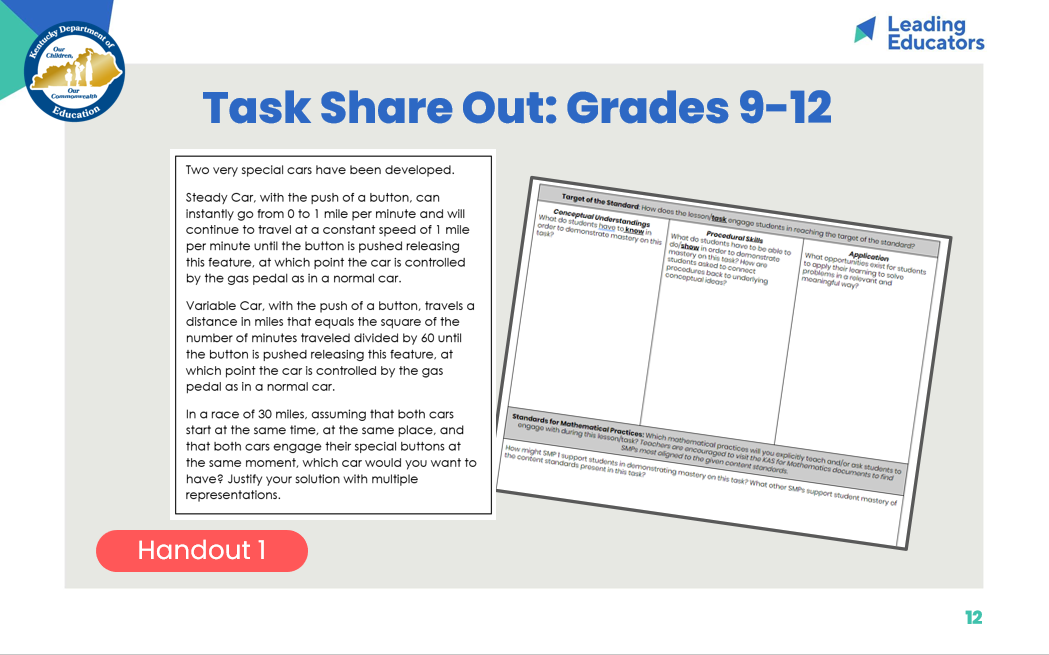 Kentucky Department of
Our
Children,
Our
Commonwealth
Education
Leading
Educators
Task Share Out: Grades 9-12
Two very special cars have been developed.
Steady Car, with the push of a button, can
instantly go from 0 to 1 mile per minute and will
continue to travel at a constant speed of 1 mile
per minute until the button is pushed releasing
this feature, at which point the car is controlled
by the gas pedal as in a normal car.
Variable Car, with the push of a button, travels a
distance in miles that equals the square of the
number of minutes traveled divided by 60 until
the button is pushed releasing this feature, at
which point the car is controlled by the gas
pedal as in a normal car.
In a race of 30 miles, assuming that both cars
start at the same time, at the same place, and
that both cars engage their special buttons at
the same moment, which car would you want to
have? Justify your solution with multiple
representations.
Target of the Standard: How does the lesson/task engage students in reaching the target of the standard?
Conceptual Understandings
What do students have to know in
order to demonstrate mastery on this
task?
Procedural Skills
What do students have to be able to
do/show in order to demonstrate
mastery on this task? How are
students asked to connect
procedures back to underlying
conceptual ideas?
Application
What opportunities exist for students
to apply their learning to solve
problems in a relevant and
meaningful way?
Standards for Mathematical Practices: Which mathematical practices will you explicitly teach and/or ask students to
engage with during this lesson/task? Teachers are encouraged to visit the KAS for Mathematics documents to find
SMPs most aligned to the given content standards.
How might SMP 1 support students in demonstrating mastery on this task? What other SMPs support student mastery of
the content standards present in this task?
Handout 1
12